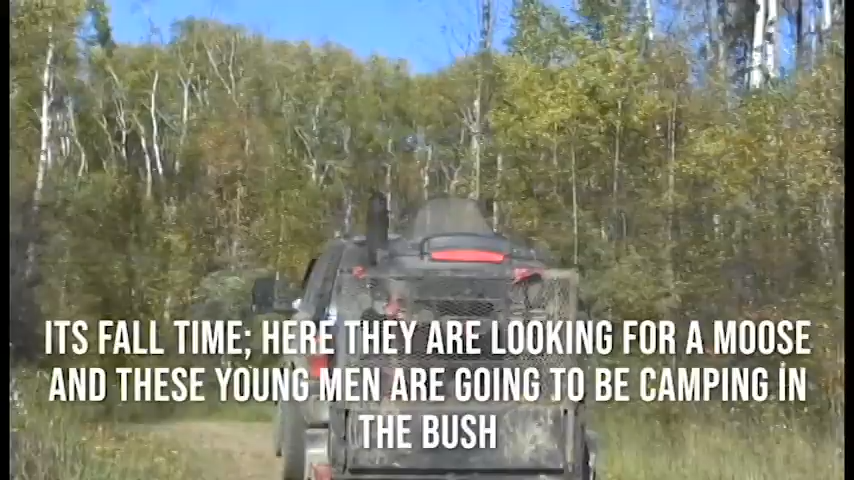 ITS FALL TIME; HERE THEY ARE LOOKING FOR A MOOSE
AND THESE YOUNG MEN ARE GOING TO BE CAMPING IN
THE BUSH